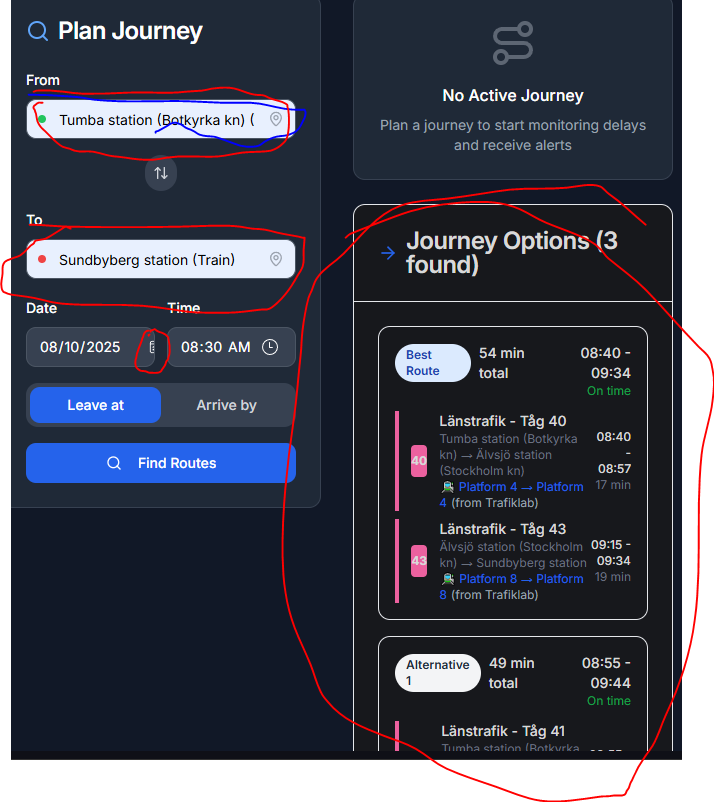 Plan Journey
From
Tumba station (Botkyrka kn) (
To
Sundbyberg station (Train)
Date
Time
08/10/2025
08:30 AM
Leave at
Arrive by
Find Routes
No Active Journey
Plan a journey to start monitoring delays
and receive alerts
Journey Options (3
found)
Best
Route
54 min
total
08:40 -
09:34
On time
40
Länstrafik - Tåg 40
Tumba station (Botkyrka
kn) → Älvsjö station
(Stockholm kn)
🚉 Platform 4 → Platform
4 (from Trafiklab)
08:40
-
08:57
17 min
43
Länstrafik - Tåg 43
Älvsjö station (Stockholm
kn) → Sundbyberg station
🚉 Platform 8 → Platform
8 (from Trafiklab)
09:15 -
09:34
19 min
Alternative
1
49 min
total
08:55 -
09:44
On time
Länstrafik - Tåg 41
Tumba station (Botkyrka